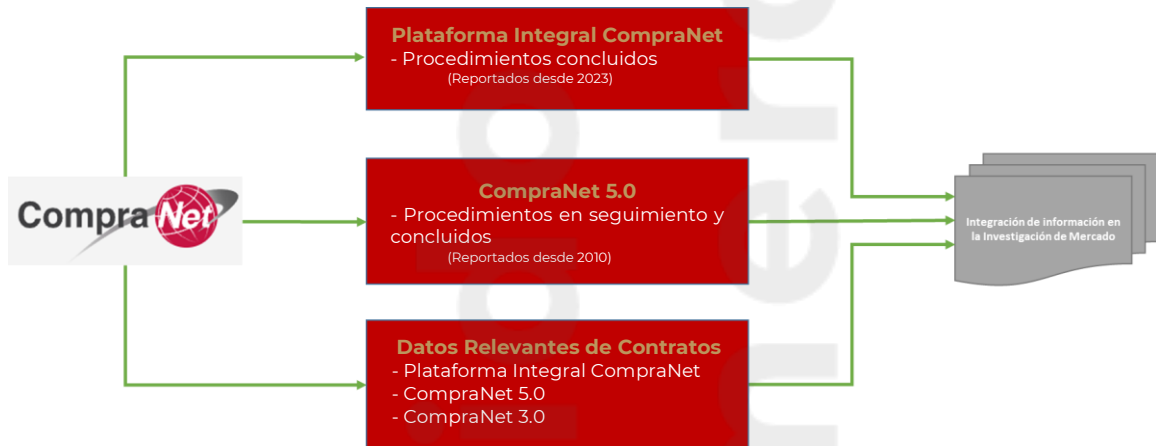 Plataforma Integral CompraNet
- Procedimientos concluidos
(Reportados desde 2023)
CompraNet
CompraNet 5.0
- Procedimientos en seguimiento y
concluidos
(Reportados desde 2010)
Integración de información en
la Investigación de Mercado
Datos Relevantes de Contratos
- Plataforma Integral CompraNet
- CompraNet 5.0
- CompraNet 3.0